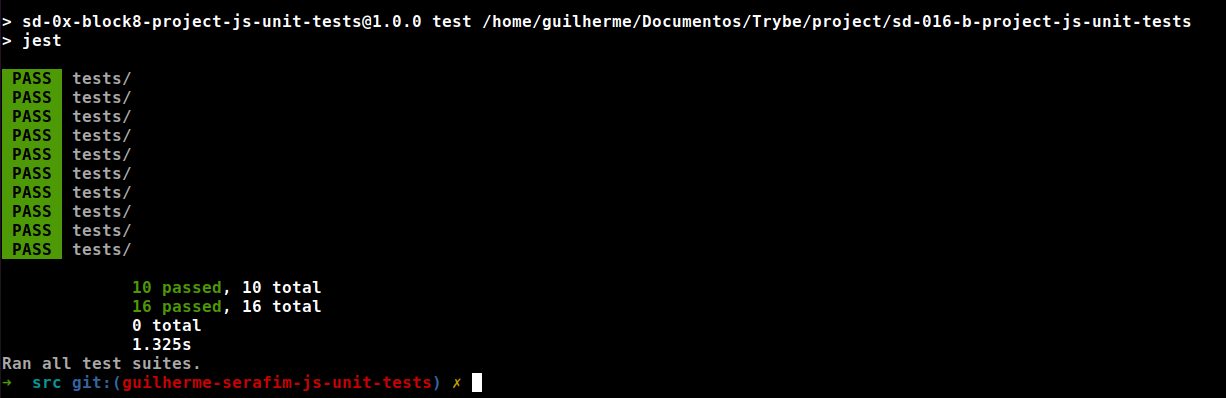 > sd-0x-block8-project-js-unit-tests@1.0.0 test /home/guilherme/Documentos/Trybe/project/sd-016-b-project-js-unit-tests
> jest
PASS tests/
PASS tests/
PASS tests/
PASS tests/
PASS tests/
PASS tests/
PASS tests/
PASS tests/
PASS tests/
PASS tests/
10 passed, 10 total
16 passed, 16 total
0 total
1.325s
Ran all test suites.
➜ src git:(guilherme-serafim-js-unit-tests) ✗